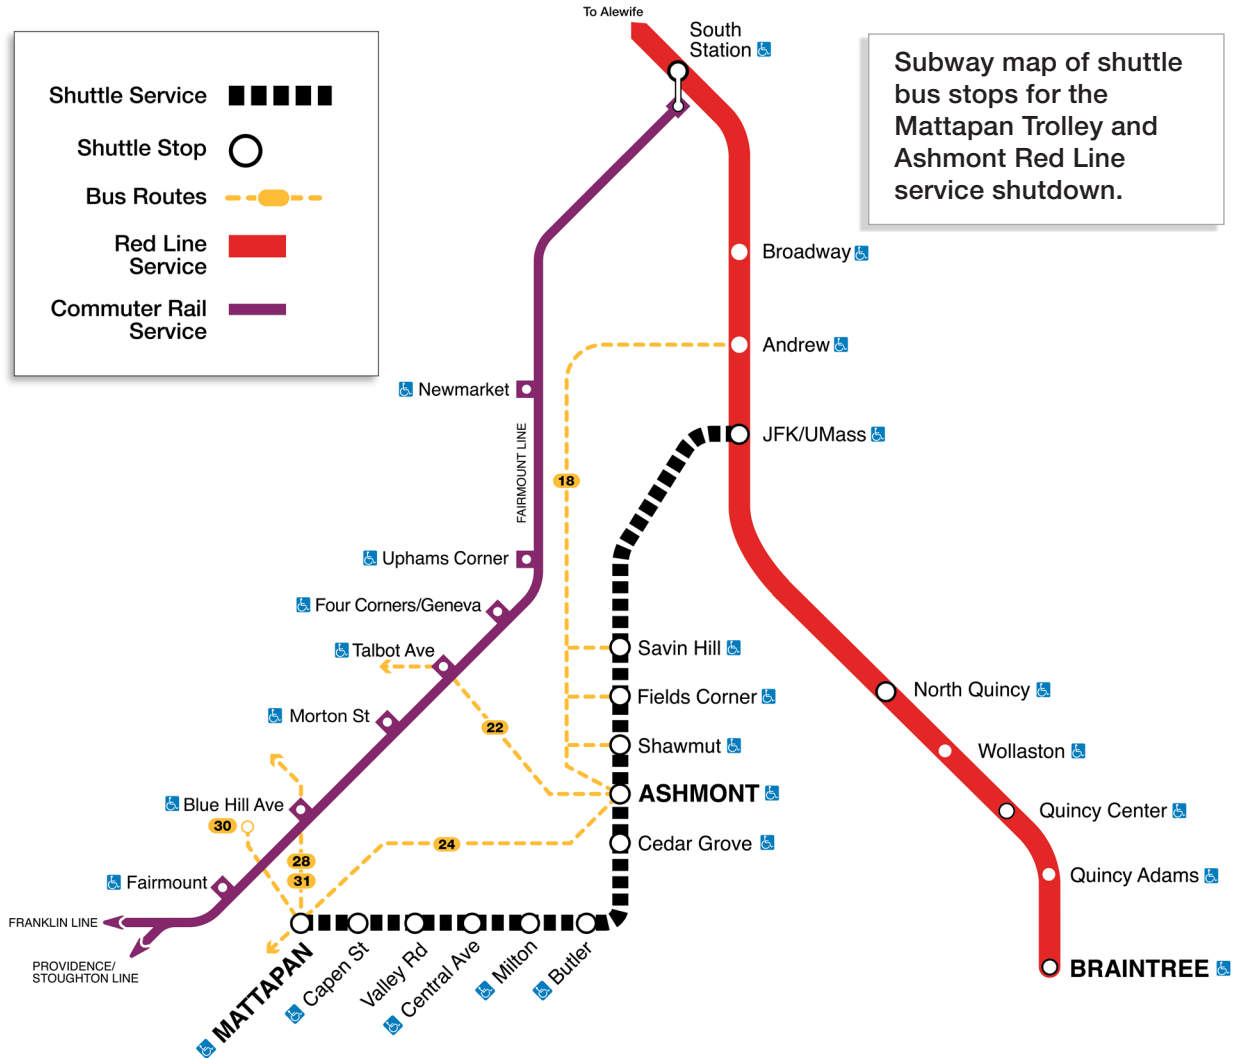 To Alewife
South
Station
Subway map of shuttle
bus stops for the
Mattapan Trolley and
Ashmont Red Line
service shutdown.
Shuttle Service
Shuttle Stop
Bus Routes
Red Line
Service
Commuter Rail
Service
Broadway
Andrew
Newmarket
JFK/UMass
FAIRMOUNT LINE
18
Uphams Corner
Four Corners/Geneva
Talbot Ave
Savin Hill
North Quincy
Fields Corner
Morton St
22
Shawmut
Wollaston
ASHMONT
Blue Hill Ave
Quincy Center
30
24
Cedar Grove
28
31
Quincy Adams
Fairmount
FRANKLIN LINE
PROVIDENCE/
STOUGHTON LINE
MATTAPAN
Capen St
Valley Rd
Central Ave
Milton
Butler
BRAINTREE